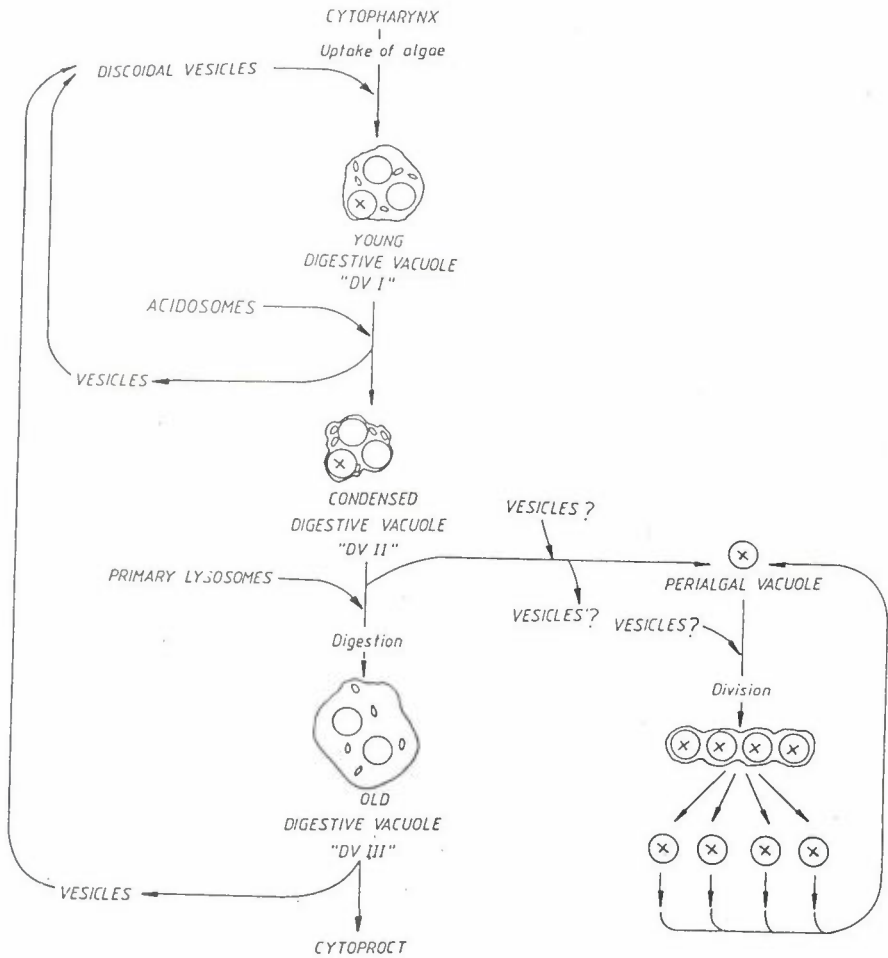 CYTOPHARYNX
Uptake of algae
DISCOIDAL VESICLES
x
YOUNG
DIGESTIVE VACUOLE
"DV I"
ACIDOSOMES
VESICLES
x
CONDENSED
DIGESTIVE VACUOLE
"DV II"
VESICLES?
x
PERIALGAL VACUOLE
PRIMARY LYSOSOMES
VESICLES?
VESICLES?
Digestion
Division
x x x x
OLD
DIGESTIVE VACUOLE
"DV III"
x x x x
VESICLES
CYTOPROCT